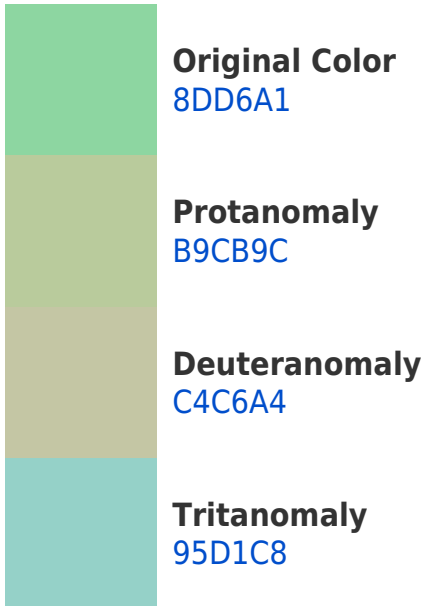 Original Color
8DD6A1
Protanomaly
B9CB9C
Deuteranomaly
C4C6A4
Tritanomaly
95D1C8